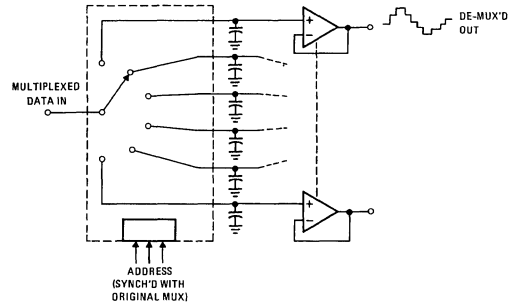 DE-MUX'D
OUT
MULTIPLEXED
DATA IN
+
−
+
−
ADDRESS
(SYNCH'D WITH
ORIGINAL MUX)